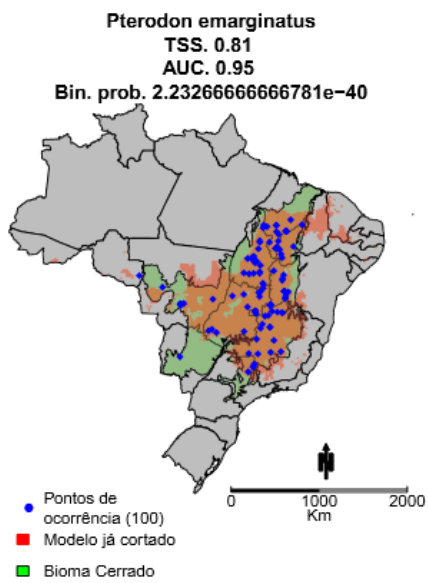 Pterodon emarginatus
TSS. 0.81
AUC. 0.95
Bin. prob. 2.23266666666781e−40
N
0 1000 2000
Km
Pontos de
ocorrência (100)
Modelo já cortado
Bioma Cerrado